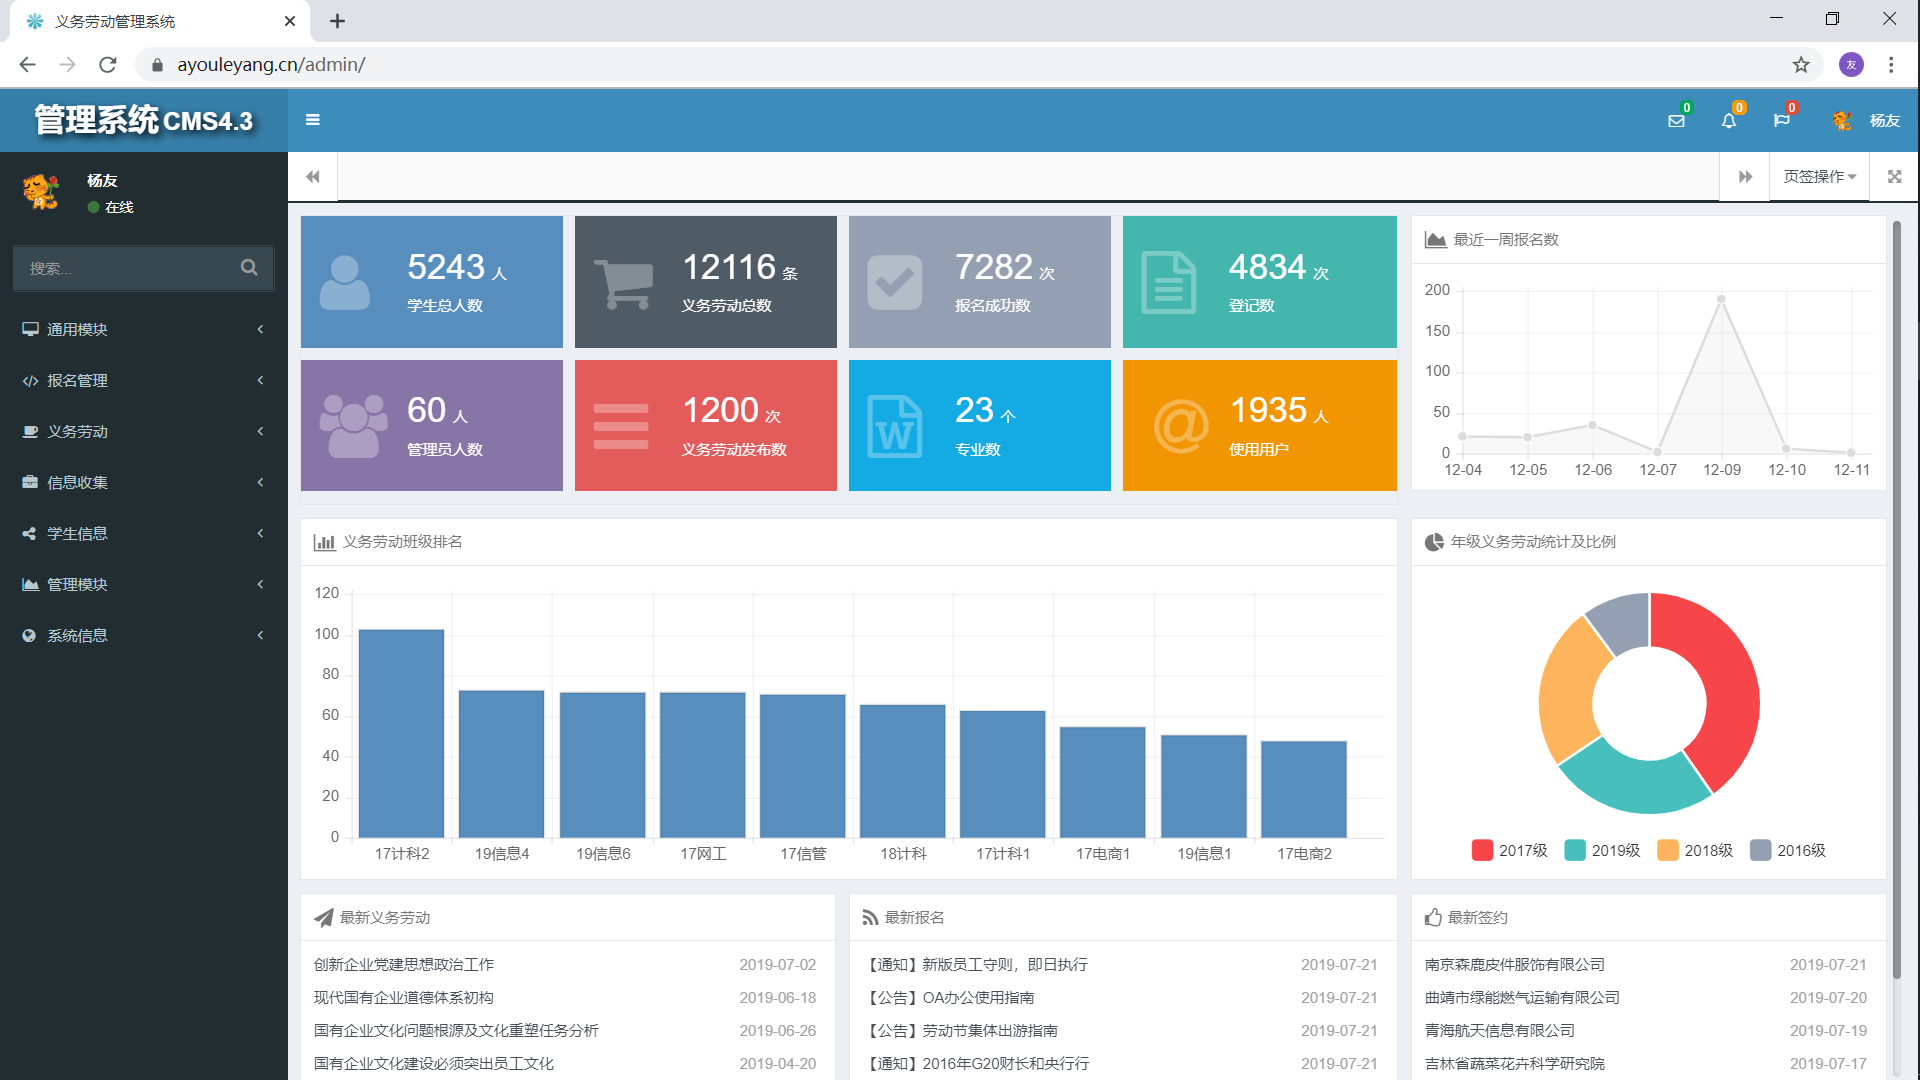 义务劳动管理系统
ayouleyang.cn/admin/
友
管理系统CMS4.3
0
0
0
杨友
杨友
在线
页签操作
搜索...
通用模块
报名管理
义务劳动
信息收集
学生信息
管理模块
系统信息
5243 人
学生总人数
12116 条
义务劳动总数
7282 次
报名成功数
4834 次
登记数
60 人
管理员人数
1200 次
义务劳动发布数
W
23 个
专业数
@
1935 人
使用用户
最近一周报名数
200
150
100
50
0
12-04 12-05 12-06 12-07 12-09 12-10 12-11
义务劳动班级排名
120
100
80
60
40
20
0
17计科2 19信息4 19信息6 17网工 17信管 18计科 17计科1 17电商1 19信息1 17电商2
年级义务劳动统计及比例
2017级 2019级 2018级 2016级
最新义务劳动
创新企业党建思想政治工作 2019-07-02
现代国有企业道德体系初构 2019-06-18
国有企业文化问题根源及文化重塑任务分析 2019-06-26
国有企业文化建设必须突出员工文化 2019-04-20
最新报名
【通知】新版员工守则，即日执行 2019-07-21
【公告】OA办公使用指南 2019-07-21
【公告】劳动节集体出游指南 2019-07-21
【通知】2016年G20财长和央行行 2019-07-21
最新签约
南京森鹿皮件服饰有限公司 2019-07-21
曲靖市绿能燃气运输有限公司 2019-07-20
青海航天信息有限公司 2019-07-19
吉林省蔬菜花卉科学研究院 2019-07-17